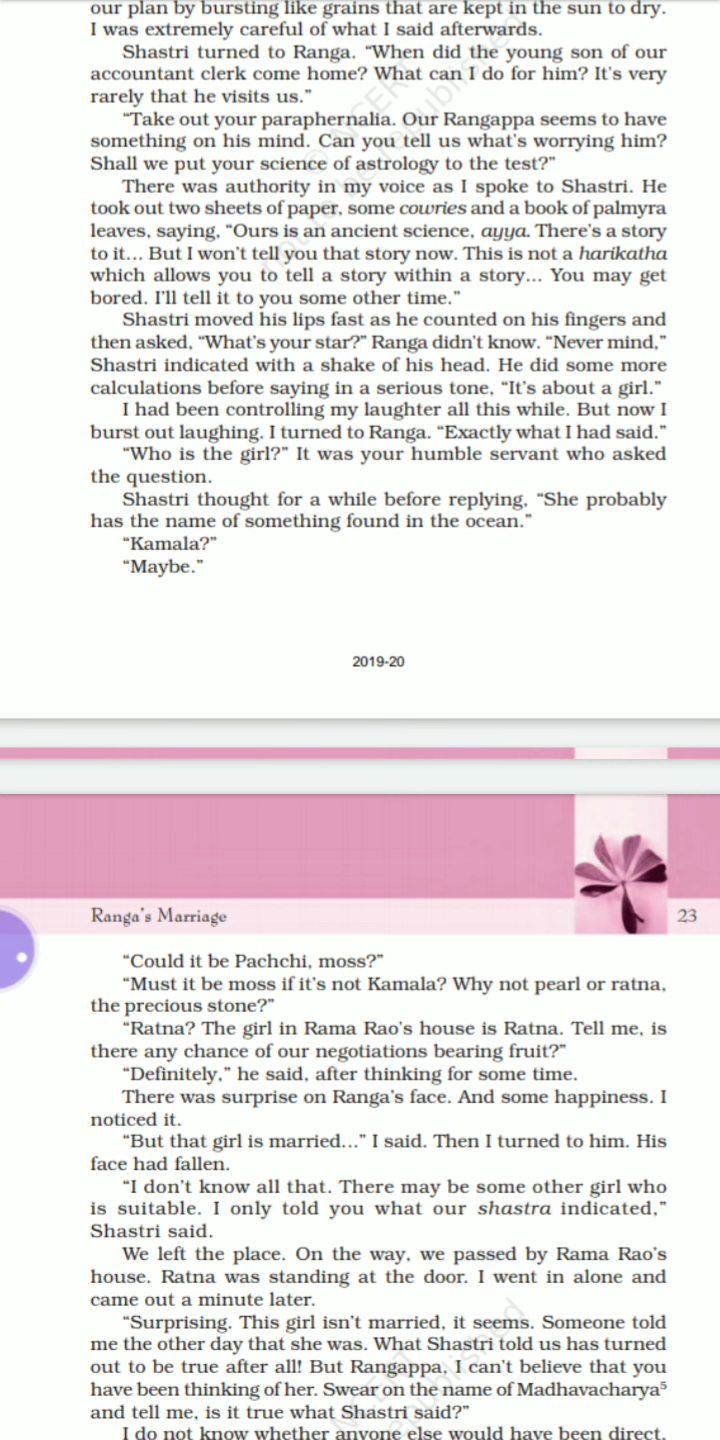 our plan by bursting like grains that are kept in the sun to dry.
I was extremely careful of what I said afterwards.
Shastri turned to Ranga. “When did the young son of our
accountant clerk come home? What can I do for him? It's very
rarely that he visits us.”
“Take out your paraphernalia. Our Rangappa seems to have
something on his mind. Can you tell us what's worrying him?
Shall we put your science of astrology to the test?”
There was authority in my voice as I spoke to Shastri. He
took out two sheets of paper, some cowries and a book of palmyra
leaves, saying, “Ours is an ancient science, ayya. There's a story
to it... But I won't tell you that story now. This is not a harikatha
which allows you to tell a story within a story... You may get
bored. I'll tell it to you some other time.”
Shastri moved his lips fast as he counted on his fingers and
then asked, “What's your star?” Ranga didn't know. “Never mind,”
Shastri indicated with a shake of his head. He did some more
calculations before saying in a serious tone, “It's about a girl.”
I had been controlling my laughter all this while. But now I
burst out laughing. I turned to Ranga. “Exactly what I had said.”
“Who is the girl?” It was your humble servant who asked
the question.
Shastri thought for a while before replying, “She probably
has the name of something found in the ocean.”
“Kamala?”
“Maybe.”
2019-20
Ranga's Marriage 23
“Could it be Pachchi, moss?”
“Must it be moss if it's not Kamala? Why not pearl or ratna,
the precious stone?”
“Ratna? The girl in Rama Rao's house is Ratna. Tell me, is
there any chance of our negotiations bearing fruit?”
“Definitely,” he said, after thinking for some time.
There was surprise on Ranga's face. And some happiness. I
noticed it.
“But that girl is married...” I said. Then I turned to him. His
face had fallen.
“I don't know all that. There may be some other girl who
is suitable. I only told you what our shastra indicated,”
Shastri said.
We left the place. On the way, we passed by Rama Rao's
house. Ratna was standing at the door. I went in alone and
came out a minute later.
“Surprising. This girl isn't married, it seems. Someone told
me the other day that she was. What Shastri told us has turned
out to be true after all! But Rangappa, I can't believe that you
have been thinking of her. Swear on the name of Madhavacharya⁵
and tell me, is it true what Shastri said?”
I do not know whether anyone else would have been direct.